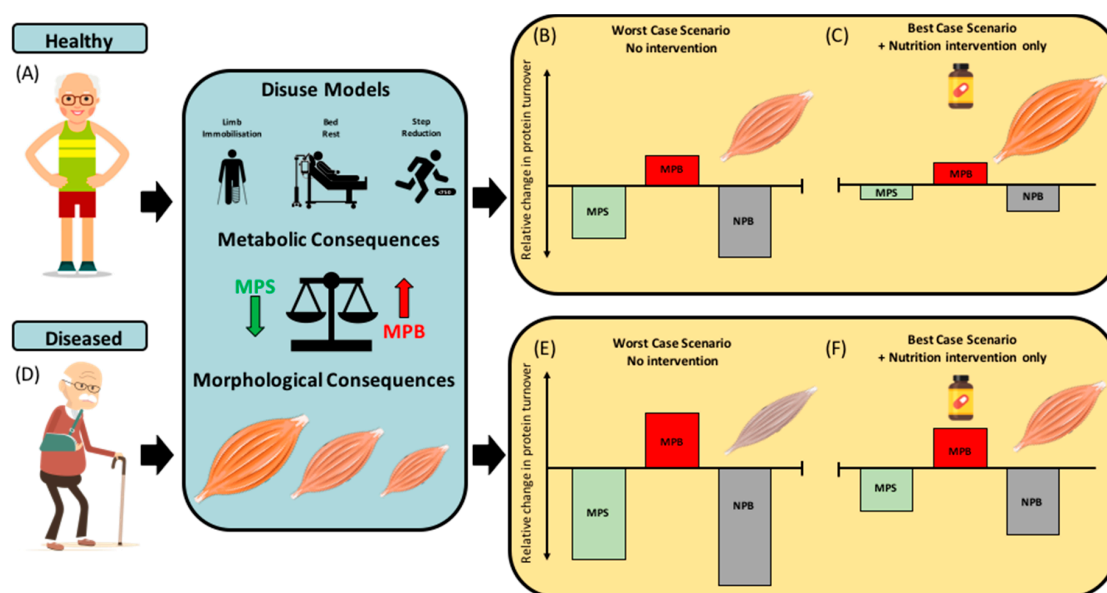 Healthy
(A)
Disuse Models
Limb
Immobilisation
Bed
Rest
Step
Reduction
Metabolic Consequences
MPS
MPB
Morphological Consequences
Diseased
(D)
(B)
Worst Case Scenario
No intervention
Relative change in protein turnover
MPS
MPB
NPB
(C)
Best Case Scenario
+ Nutrition intervention only
MPS
MPB
NPB
(E)
Worst Case Scenario
No intervention
Relative change in protein turnover
MPS
MPB
NPB
(F)
Best Case Scenario
+ Nutrition intervention only
MPS
MPB
NPB